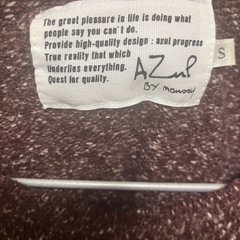 The great pleasure in life is doing what
people say you can't do.
Provide high-quality design : azul progress
True reality that which
Underlies everything.
Quest for quality.
AZUL
BY moussy
S